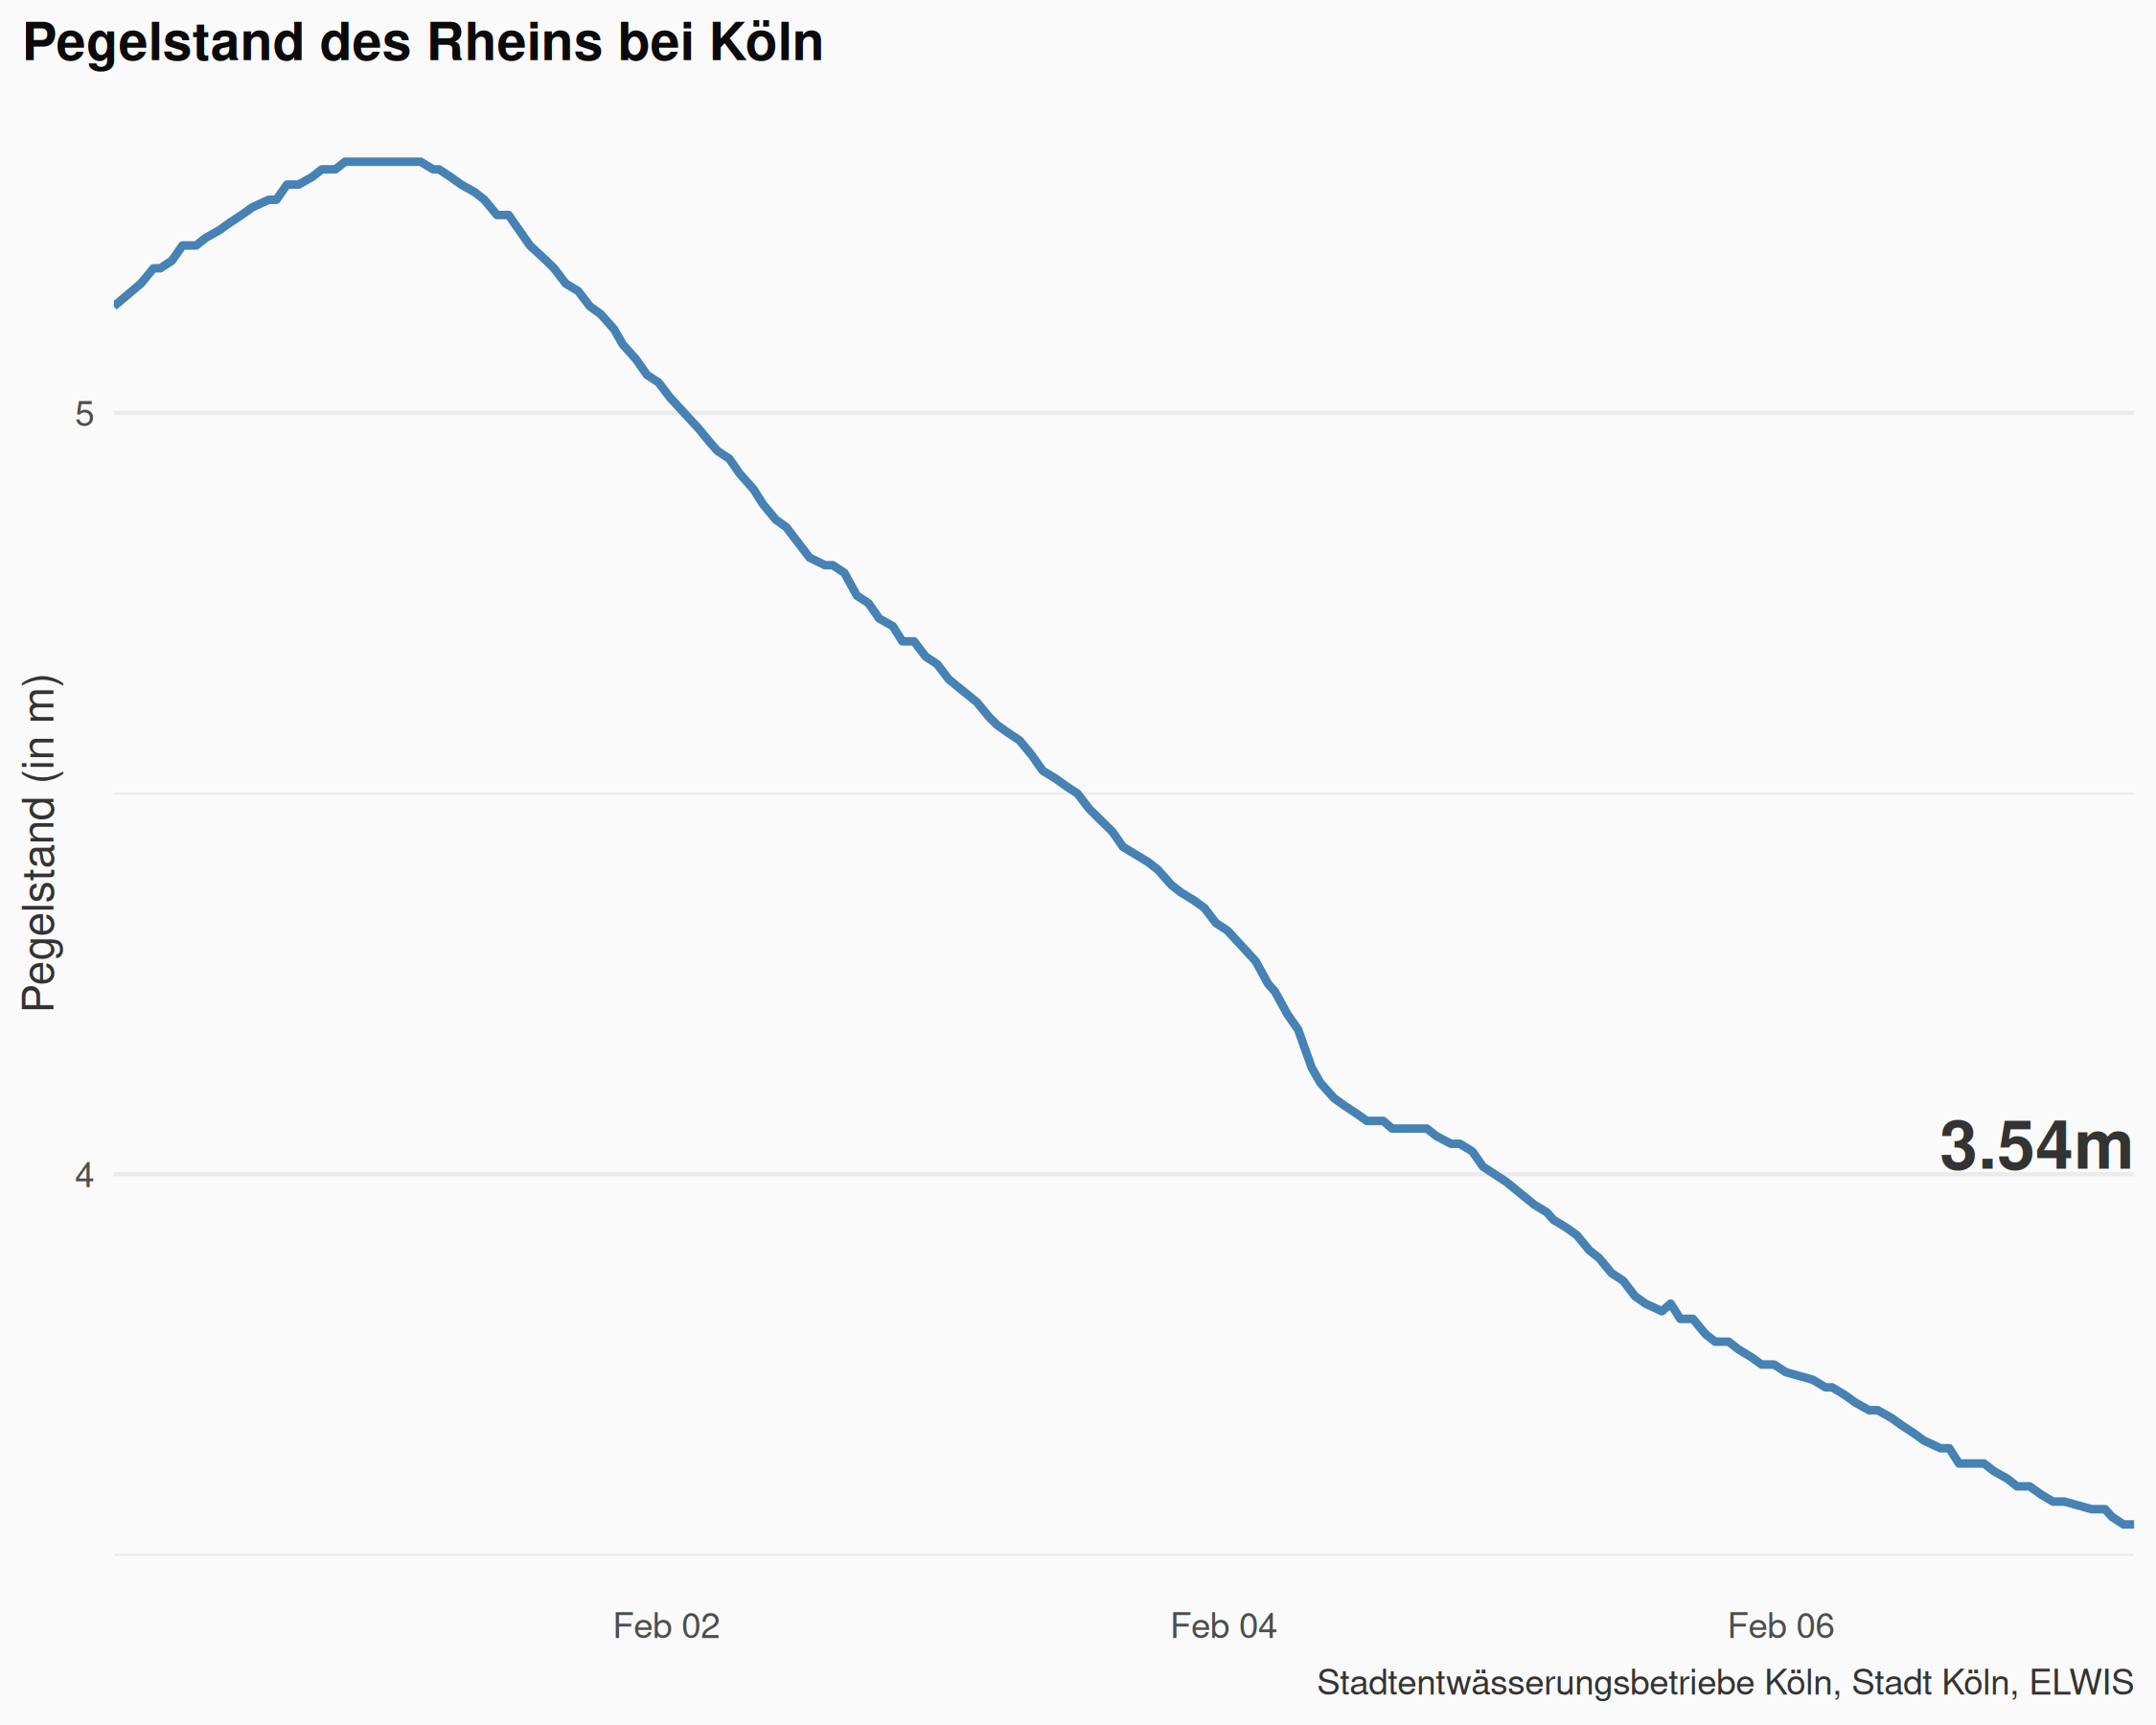 Pegelstand des Rheins bei Köln
Pegelstand (in m)
5
4
3.54m
Feb 02
Feb 04
Feb 06
Stadtentwässerungsbetriebe Köln, Stadt Köln, ELWIS